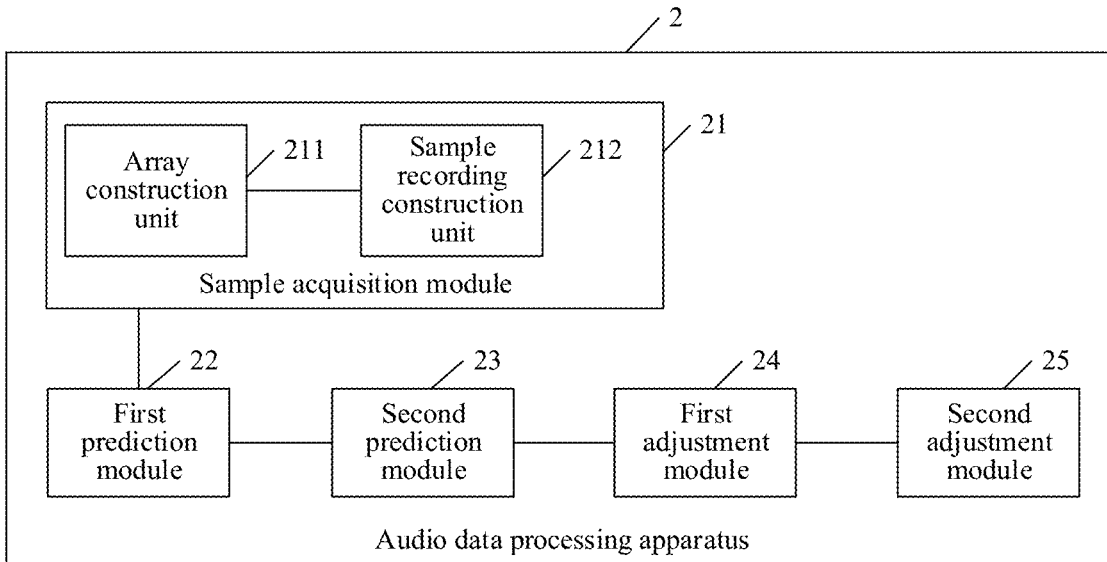 2
21
Array
construction
unit
211
Sample
recording
construction
unit
212
Sample acquisition module
22
First
prediction
module
23
Second
prediction
module
24
First
adjustment
module
25
Second
adjustment
module
Audio data processing apparatus